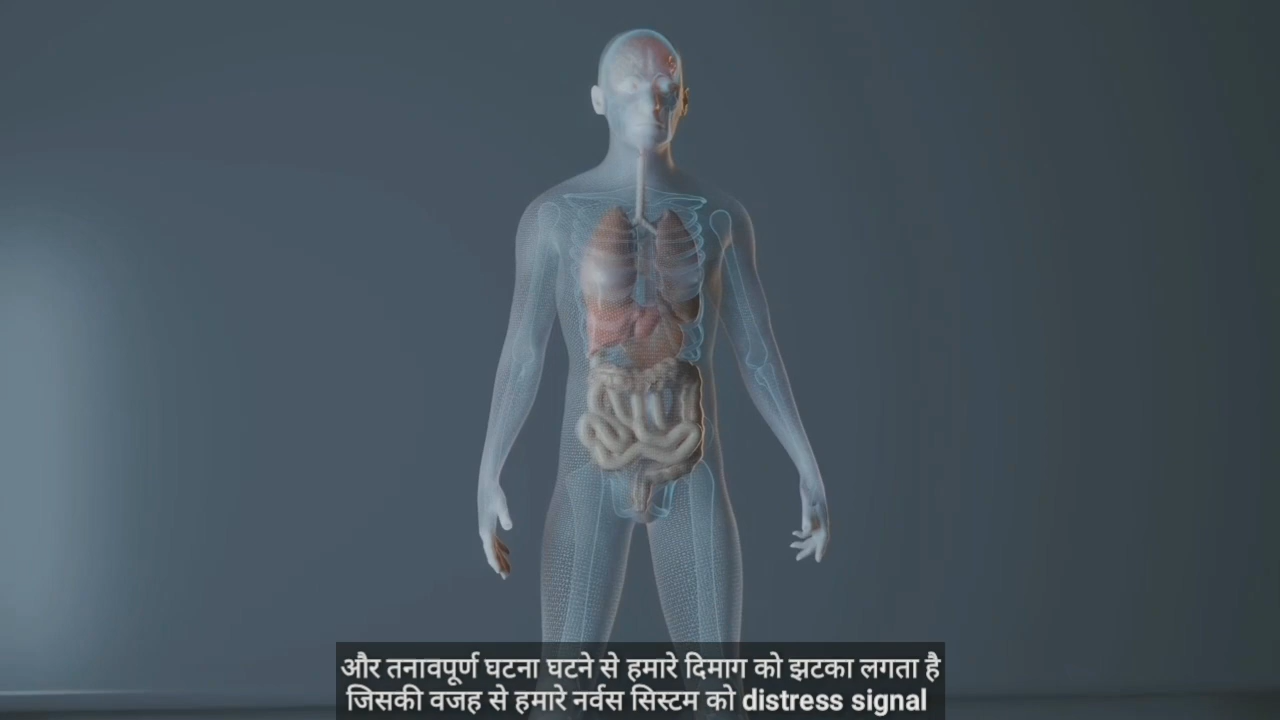 और तनावपूर्ण घटना घटने से हमारे दिमाग को झटका लगता है
जिसकी वजह से हमारे नर्वस सिस्टम को distress signal